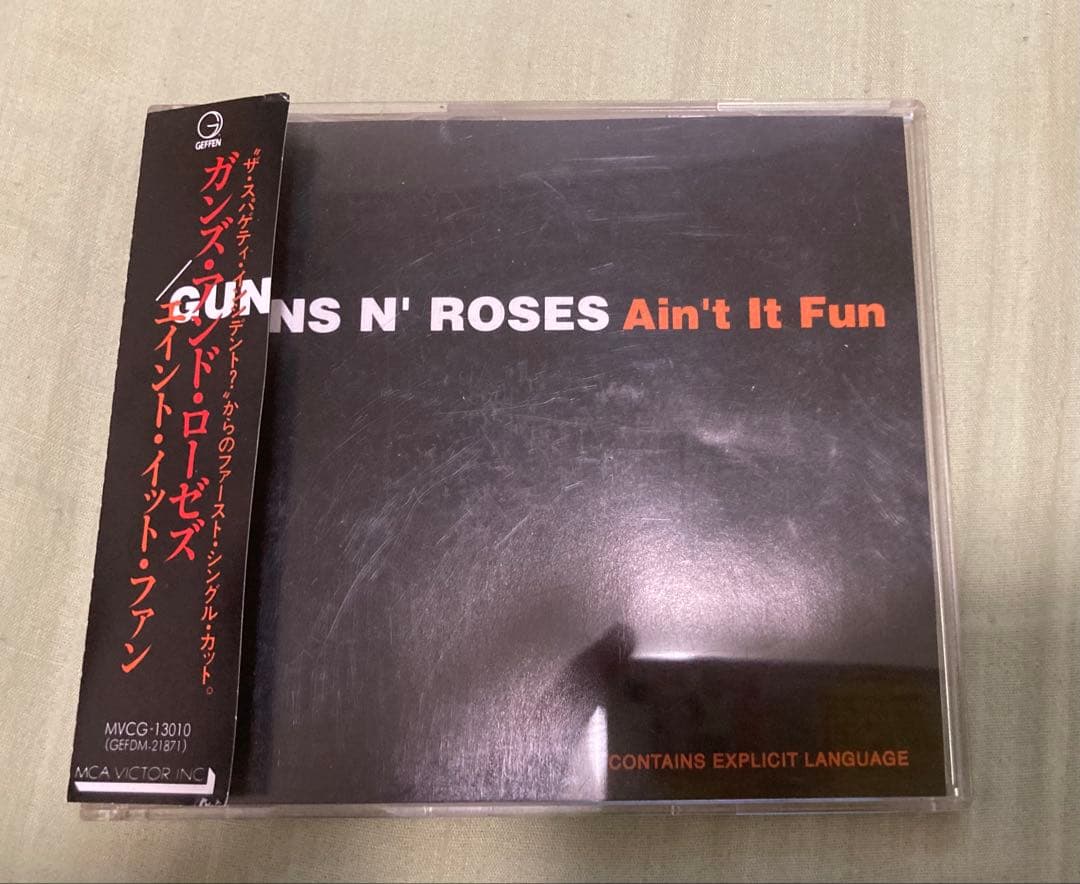 GEFFEN
"ザ・スパゲティ・インシデント?"からのファースト・シングル・カット。
ガンズ・アンド・ローゼズ
/エイント・イット・ファン
GUNS N' ROSES Ain't It Fun
MVCG-13010
(GEFDM-21871)
MCA VICTOR INC
CONTAINS EXPLICIT LANGUAGE